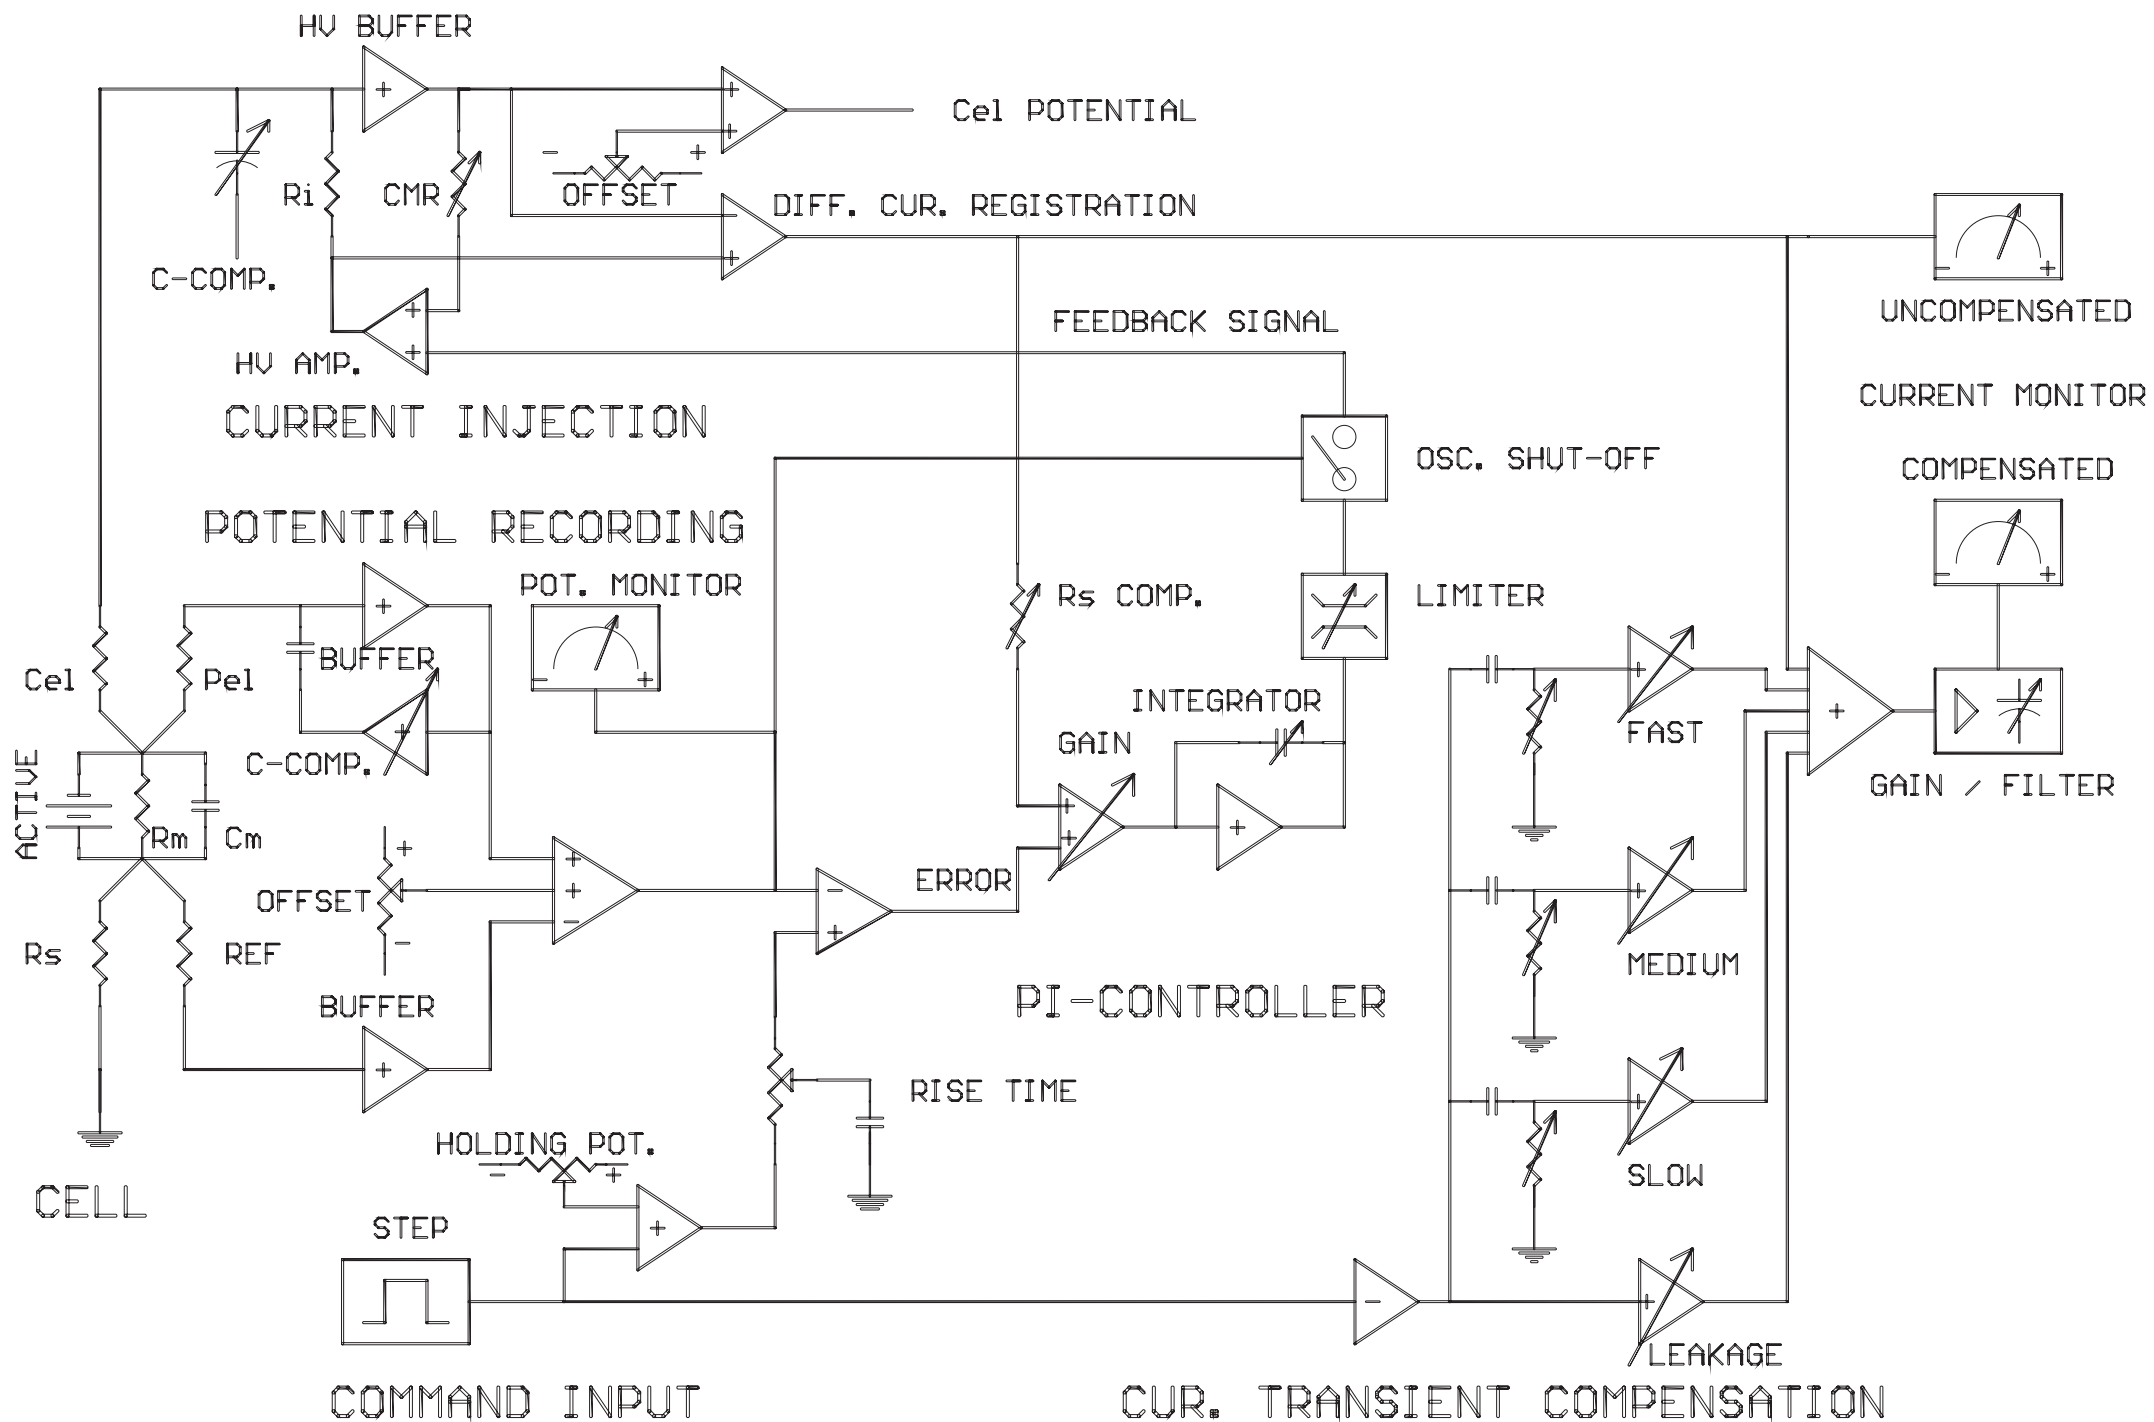 HV BUFFER
Cel POTENTIAL
- +
Ri
CMR
OFFSET
DIFF. CUR. REGISTRATION
C-COMP.
- +
UNCOMPENSATED
FEEDBACK SIGNAL
HV AMP.
CURRENT MONITOR
CURRENT INJECTION
OSC. SHUT-OFF
COMPENSATED
POTENTIAL RECORDING
- +
POT. MONITOR
Rs COMP.
LIMITER
BUFFER
Cel
Pel
- +
INTEGRATOR
FAST
GAIN
C-COMP.
GAIN / FILTER
ACTIVE
Rm
Cm
+
OFFSET
-
ERROR
Rs
REF
MEDIUM
BUFFER
PI-CONTROLLER
RISE TIME
HOLDING POT.
- +
SLOW
CELL
STEP
LEAKAGE
COMMAND INPUT
CUR. TRANSIENT COMPENSATION